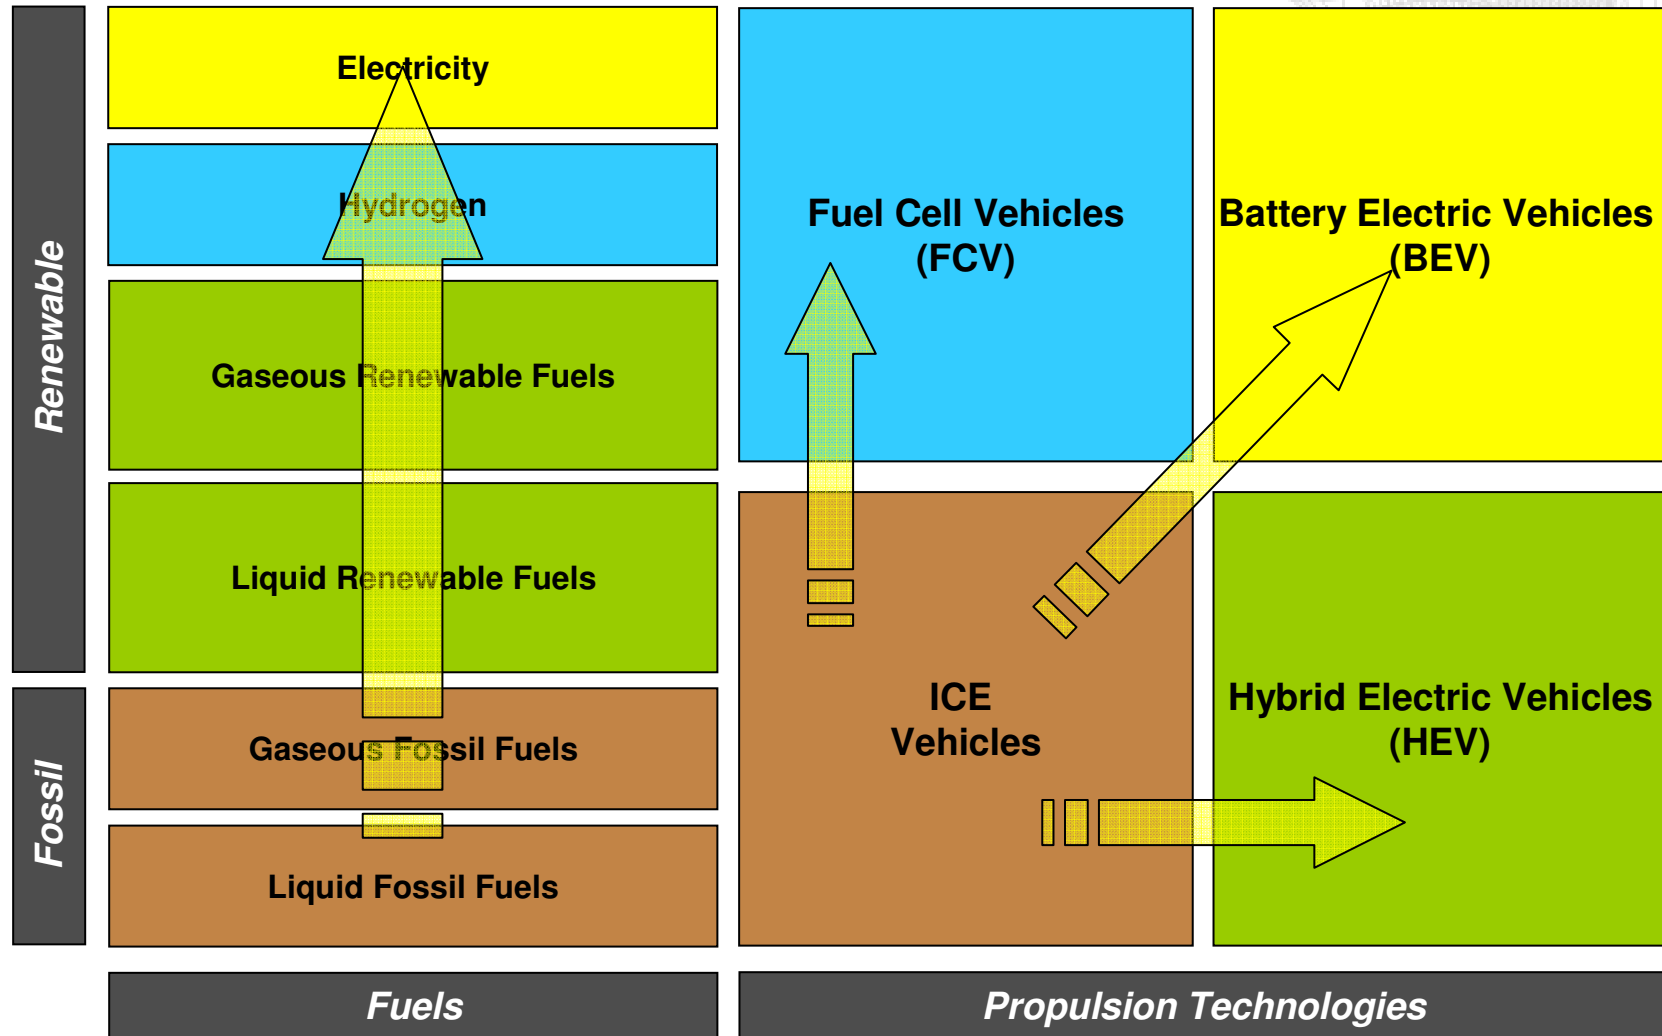 Renewable
Fossil
Electricity
Hydrogen
Gaseous Renewable Fuels
Liquid Renewable Fuels
Gaseous Fossil Fuels
Liquid Fossil Fuels
Fuels
Fuel Cell Vehicles
(FCV)
Battery Electric Vehicles
(BEV)
ICE
Vehicles
Hybrid Electric Vehicles
(HEV)
Propulsion Technologies